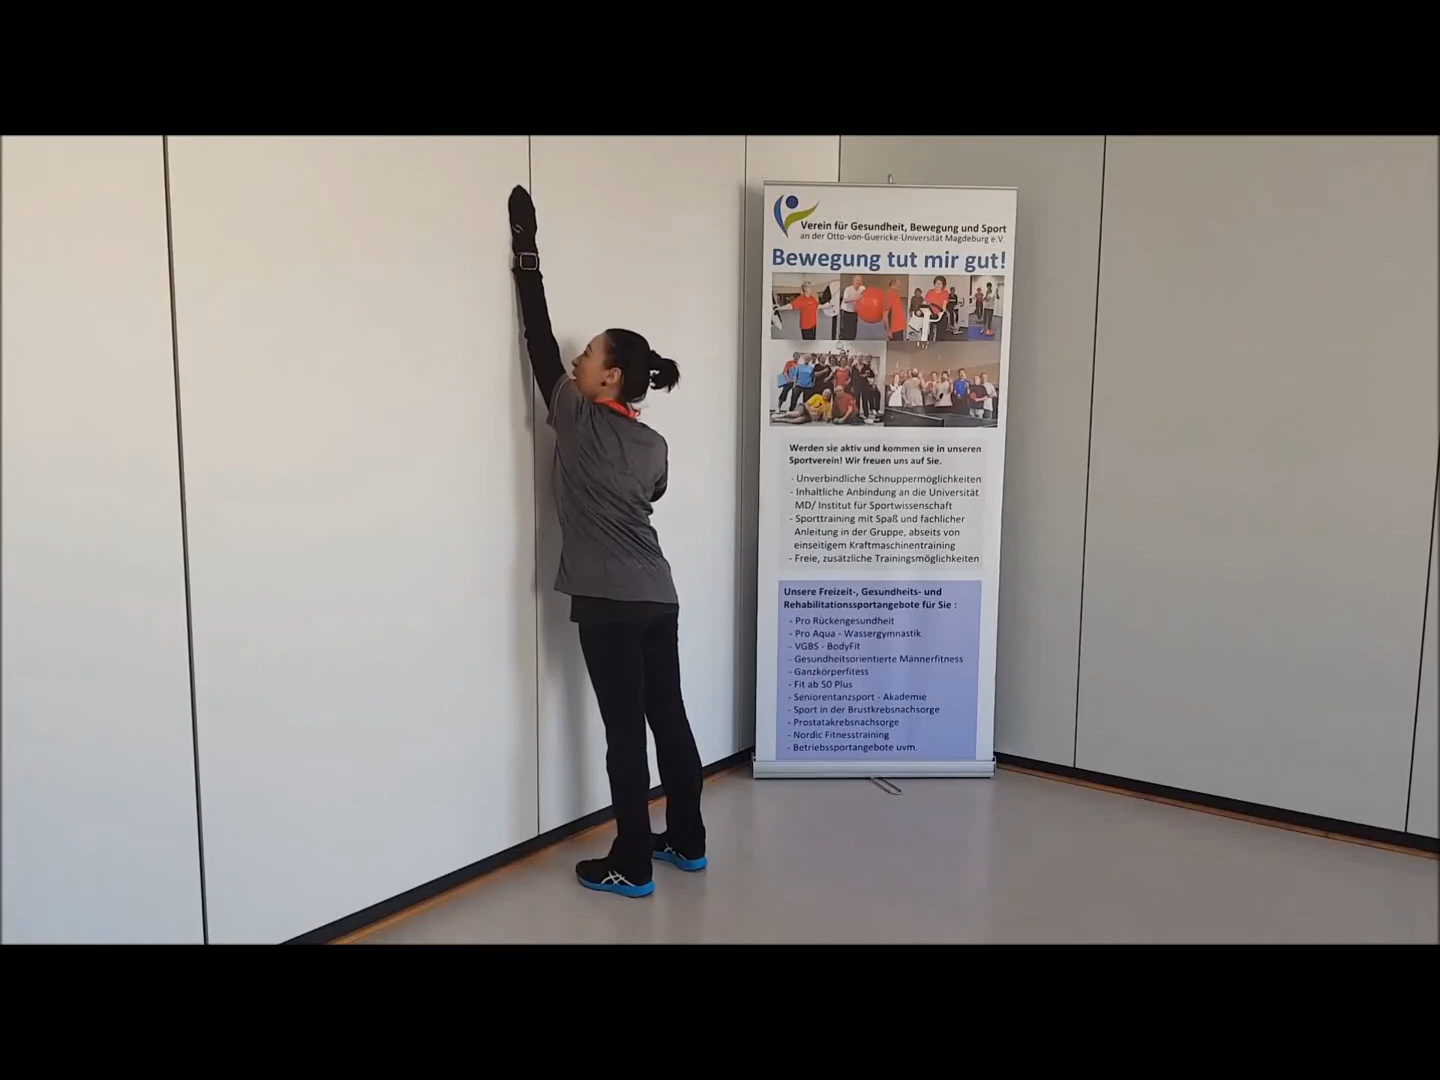 Verein für Gesundheit, Bewegung und Sport
an der Otto-von-Guericke-Universität Magdeburg e.V.
Bewegung tut mir gut!
Werden sie aktiv und kommen sie in unseren
Sportverein! Wir freuen uns auf Sie.
- Unverbindliche Schnuppermöglichkeiten
- Inhaltliche Anbindung an die Universität
MD/ Institut für Sportwissenschaft
- Sporttraining mit Spaß und fachlicher
Anleitung in der Gruppe, abseits von
einseitigem Kraftmaschinentraining
- Freie, zusätzliche Trainingsmöglichkeiten
Unsere Freizeit-, Gesundheits- und
Rehabilitationssportangebote für Sie :
- Pro Rückengesundheit
- Pro Aqua - Wassergymnastik
- VGBS - BodyFit
- Gesundheitsorientierte Männerfitness
- Ganzkörperfitess
- Fit ab 50 Plus
- Seniorentanzsport - Akademie
- Sport in der Brustkrebsnachsorge
- Prostatakrebsnachsorge
- Nordic Fitnesstraining
- Betriebssportangebote uvm.